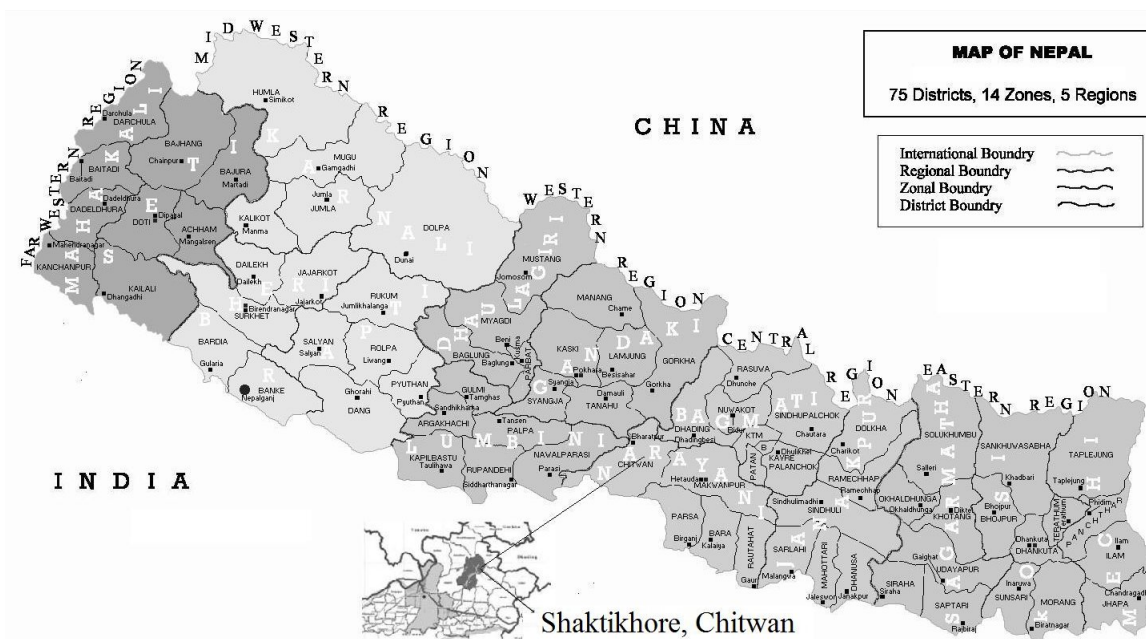 MAP OF NEPAL
75 Districts, 14 Zones, 5 Regions
International Boundry
Regional Boundry
Zonal Boundry
District Boundry
CHINA
INDIA
FAR WESTERN REGION
MID WESTERN REGION
WESTERN REGION
CENTRAL REGION
EASTERN REGION
MAHAKALI
SETI
KARNALI
BHERI
RAPTI
DHAULAGIRI
GANDAKI
LUMBINI
BAGMATI
NARAYANI
JANAKPUR
SAGARMATHA
KOSI
MECHI
Darchula
DARCHULA
BAITADI
Baitadi
Dadeldhura
DADELDHURA
Mahendranagar
KANCHANPUR
BAJHANG
Chainpur
BAJURA
Martadi
DOTI
Dipayal
ACHHAM
Mangalsen
KAILALI
Dhangadhi
HUMLA
Simikot
MUGU
Gamgadhi
Jumla
JUMLA
KALIKOT
Manma
DOLPA
Dunai
DAILEKH
Dailekh
JAJARKOT
Jajarkot
RUKUM
Jumlikhalanga
Birendranagar
SURKHET
BARDIA
Gularia
SALYAN
Salyan
ROLPA
Livang
BANKE
Nepalganj
Ghorahi
DANG
PYUTHAN
Pyuthan
MUSTANG
Jomosom
MYAGDI
Beni
Kusma
PARBAT
BAGLUNG
Baglung
MANANG
Chame
KASKI
Pokhara
LAMJUNG
Besisahar
GORKHA
Gorkha
Syangja
SYANGJA
Damauli
TANAHU
GULMI
Tamghas
Sandhikharka
ARGAKHACHI
Tansen
PALPA
KAPILBASTU
Taulihava
RUPANDEHI
Siddharthanagar
NAVALPARASI
Parasi
Bharatpur
CHITWAN
RASUVA
Dhunche
NUWAKOT
Bidur
DHADING
Dhadingbesi
SINDHUPALCHOK
Chautara
KTM
B
PATAN
Dhulikhel
KAVRE
PALANCHOK
DOLKHA
Charikot
RAMECHHAP
Ramechhap
Hetauda
MAKWANPUR
Sindhulimadhi
SINDHULI
PARSA
Birganj
BARA
Kalaiya
RAUTAHAT
Gaur
SARLAHI
Malangva
MAHOTTARI
Jaleswor
DHANUSA
Janakpur
SOLUKHUMBU
Salleri
OKHALDHUNGA
Okhaldhunga
KHOTANG
Diktel
SANKHUVASABHA
Khadbari
Bhojpur
BHOJPUR
TAPLEJUNG
Taplejung
TERATHUM
Terathum
Phidim
PANCHTHAR
Dhankuta
DHANKUTA
Ilam
ILAM
Gaighat
UDAYAPUR
SIRAHA
Siraha
SAPTARI
Rajbiraj
Inaruwa
SUNSARI
MORANG
Biratnagar
Chandragadhi
JHAPA
Shaktikhore, Chitwan